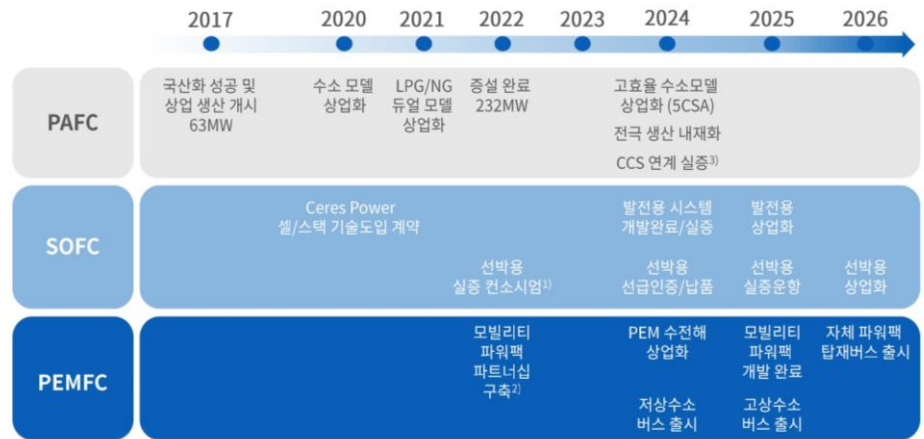 2017 2020 2021 2022 2023 2024 2025 2026
PAFC
국산화 성공 및
상업 생산 개시
63MW
수소 모델
상업화
LPG/NG
듀얼 모델
상업화
증설 완료
232MW
고효율 수소모델
상업화 (5CSA)
전극 생산 내재화
CCS 연계 실증3)
SOFC
Ceres Power
셀/스택 기술도입 계약
선박용
실증 컨소시엄1)
발전용 시스템
개발완료/실증
선박용
선급인증/납품
발전용
상업화
선박용
실증운항
선박용
상업화
PEMFC
모빌리티
파워팩
파트너십
구축2)
PEM 수전해
상업화
저상수소
버스 출시
모빌리티
파워팩
개발 완료
고상수소
버스 출시
자체 파워팩
탑재버스 출시